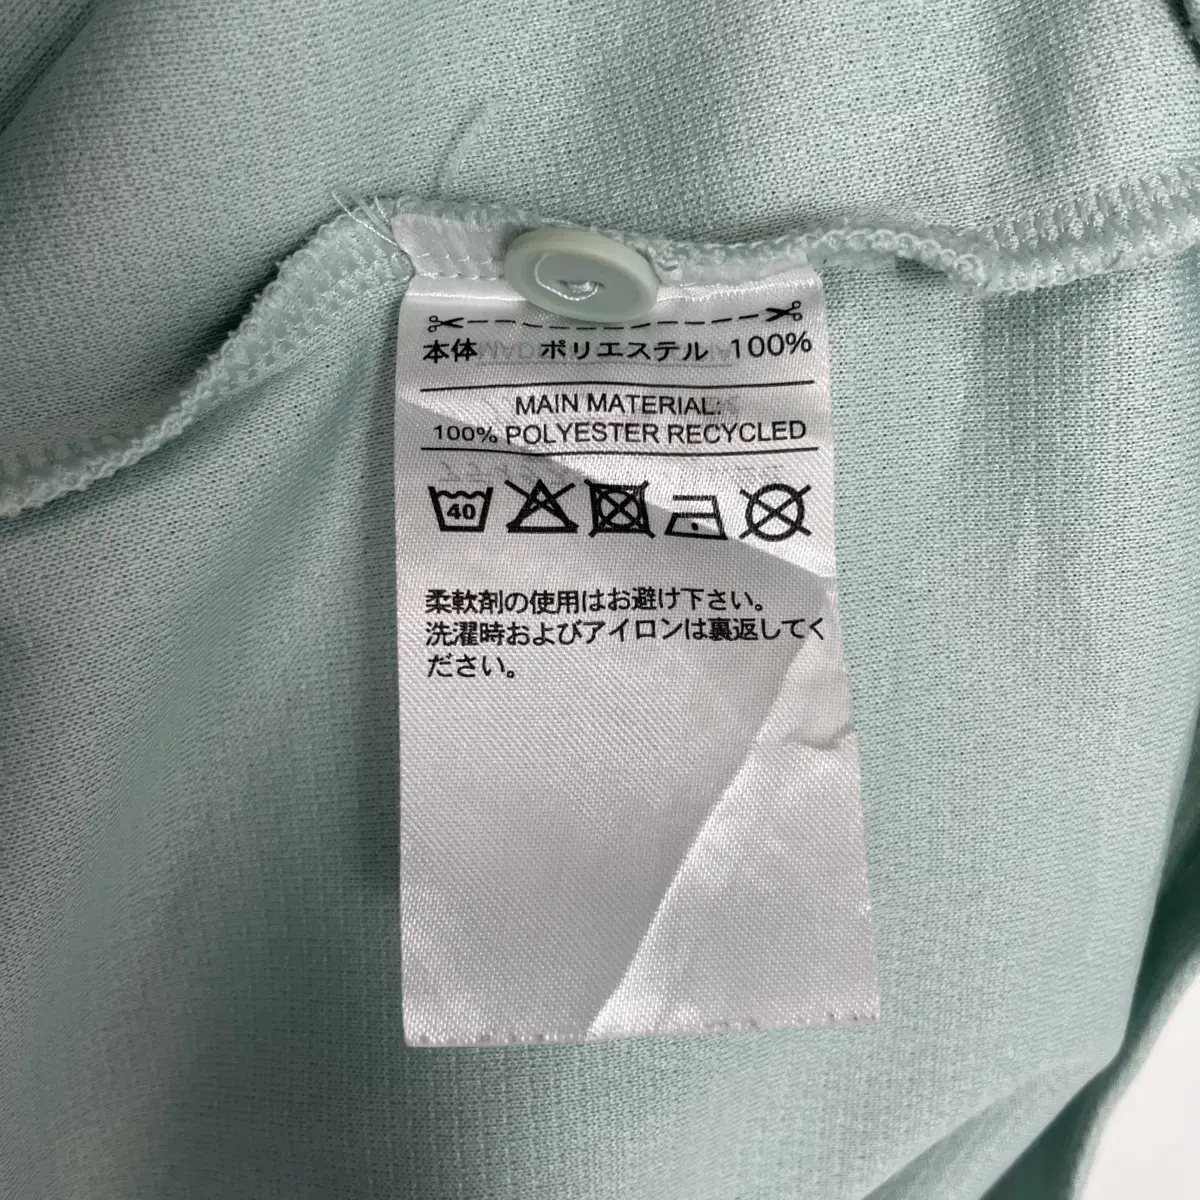 本体 ポリエステル 100%
MAIN MATERIAL:
100% POLYESTER RECYCLED
40
柔軟剤の使用はお避け下さい。
洗濯時およびアイロンは裏返してく
ださい。